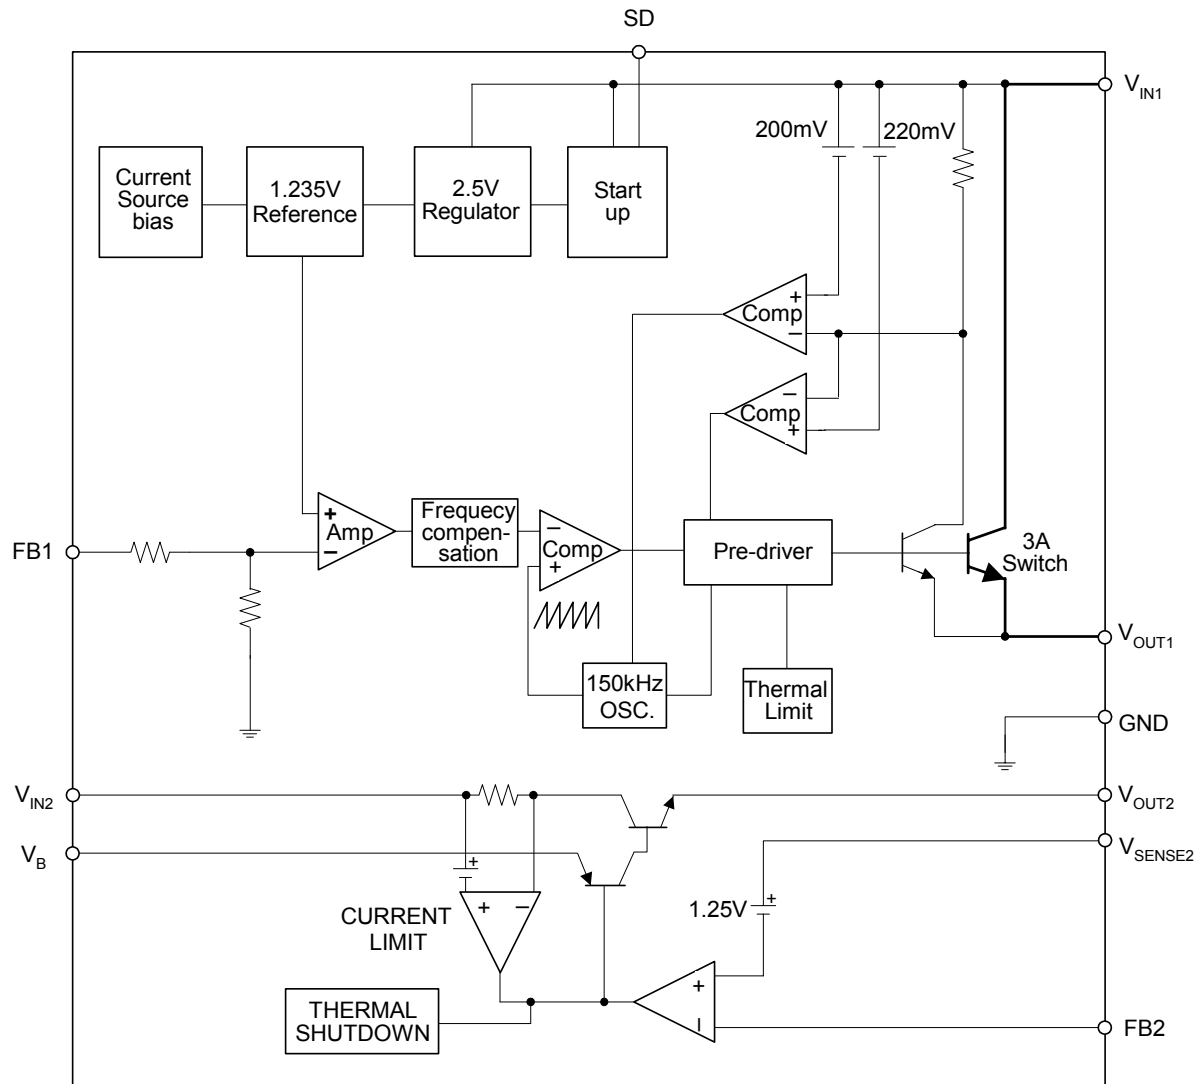 SD
V_IN1
200mV
220mV
Current
Source
bias
1.235V
Reference
2.5V
Regulator
Start
up
+
Comp
−
−
Comp
+
FB1
+
Amp
−
Frequecy
compen-
sation
−
Comp
+
Pre-driver
3A
Switch
V_OUT1
150kHz
OSC.
Thermal
Limit
GND
V_IN2
V_OUT2
V_B
V_SENSE2
+
+
−
CURRENT
LIMIT
1.25V
+
+
−
THERMAL
SHUTDOWN
FB2